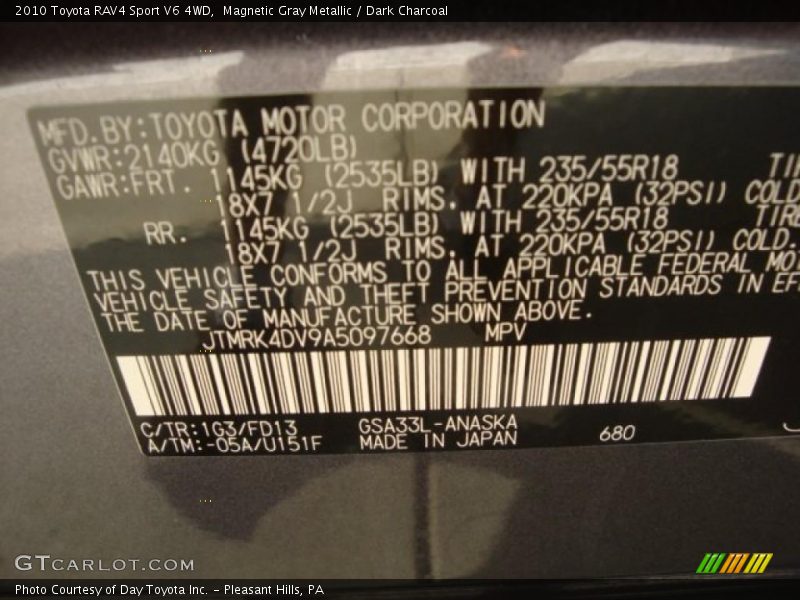 2010 Toyota RAV4 Sport V6 4WD,  Magnetic Gray Metallic / Dark Charcoal
MFD.BY:TOYOTA MOTOR CORPORATION
GVWR:2140KG (4720LB)
GAWR:FRT. 1145KG (2535LB) WITH 235/55R18
18X7 1/2J RIMS. AT 220KPA (32PSI) COLD
RR. 1145KG (2535LB) WITH 235/55R18
18X7 1/2J RIMS. AT 220KPA (32PSI) COLD.
THIS VEHICLE CONFORMS TO ALL APPLICABLE FEDERAL
VEHICLE SAFETY AND THEFT PREVENTION STANDARDS IN
THE DATE OF MANUFACTURE SHOWN ABOVE.
JTMRK4DV9A5097668 MPV
C/TR:1G3/FD13 GSA33L-ANASKA
A/TM:-05A/U151F MADE IN JAPAN 680
GTCARLOT.COM
Photo Courtesy of Day Toyota Inc. - Pleasant Hills, PA